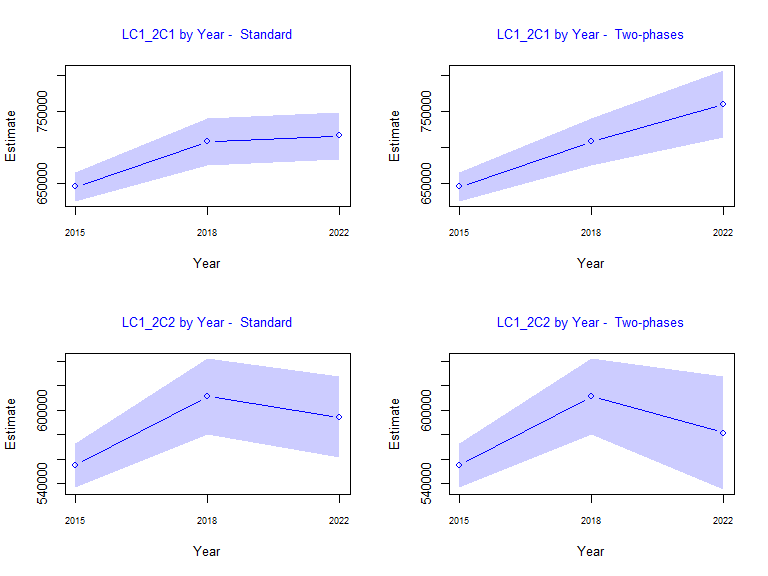 LC1_2C1 by Year -  Standard
Estimate
750000
650000
2015
2018
2022
Year
LC1_2C1 by Year -  Two-phases
Estimate
750000
650000
2015
2018
2022
Year
LC1_2C2 by Year -  Standard
Estimate
600000
540000
2015
2018
2022
Year
LC1_2C2 by Year -  Two-phases
Estimate
600000
540000
2015
2018
2022
Year